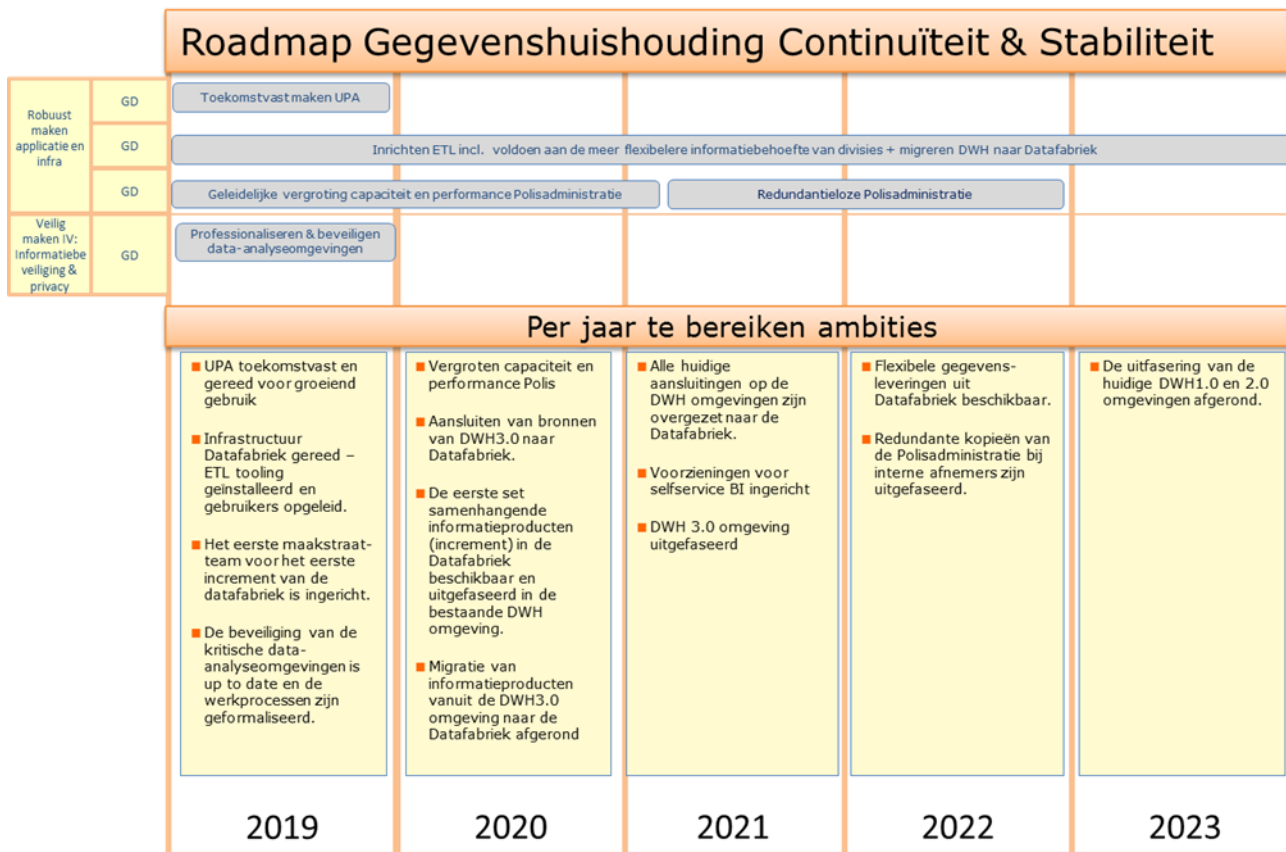 Roadmap Gegevenshuishouding Continuïteit & Stabiliteit
Robuust
maken
applicatie en
infra
GD
Toekomstvast maken UPA
GD
Inrichten ETL incl. voldoen aan de meer flexibelere informatiebehoefte van divisies + migreren DWH naar Datafabriek
GD
Geleidelijke vergroting capaciteit en performance Polisadministratie
Redundantieloze Polisadministratie
Veilig
maken IV:
Informatiebe
veiliging &
privacy
GD
Professionaliseren & beveiligen
data-analyseomgevingen
Per jaar te bereiken ambities
UPA toekomstvast en
gereed voor groeiend
gebruik
Infrastructuur
Datafabriek gereed –
ETL tooling
geïnstalleerd en
gebruikers opgeleid.
Het eerste maakstraat-
team voor het eerste
increment van de
datafabriek is ingericht.
De beveiliging van de
kritische data-
analyseomgevingen is
up to date en de
werkprocessen zijn
geformaliseerd.
Vergroten capaciteit en
performance Polis
Aansluiten van bronnen
van DWH3.0 naar
Datafabriek.
De eerste set
samenhangende
informatieproducten
(increment) in de
Datafabriek
beschikbaar en
uitgefaseerd in de
bestaande DWH
omgeving.
Migratie van
informatieproducten
vanuit de DWH3.0
omgeving naar de
Datafabriek afgerond
Alle huidige
aansluitingen op de
DWH omgevingen zijn
overgezet naar de
Datafabriek.
Voorzieningen voor
selfservice BI ingericht
DWH 3.0 omgeving
uitgefaseerd
Flexibele gegevens-
leveringen uit
Datafabriek beschikbaar.
Redundante kopieën van
de Polisadministratie bij
interne afnemers zijn
uitgefaseerd.
De uitfasering van de
huidige DWH1.0 en 2.0
omgevingen afgerond.
2019
2020
2021
2022
2023